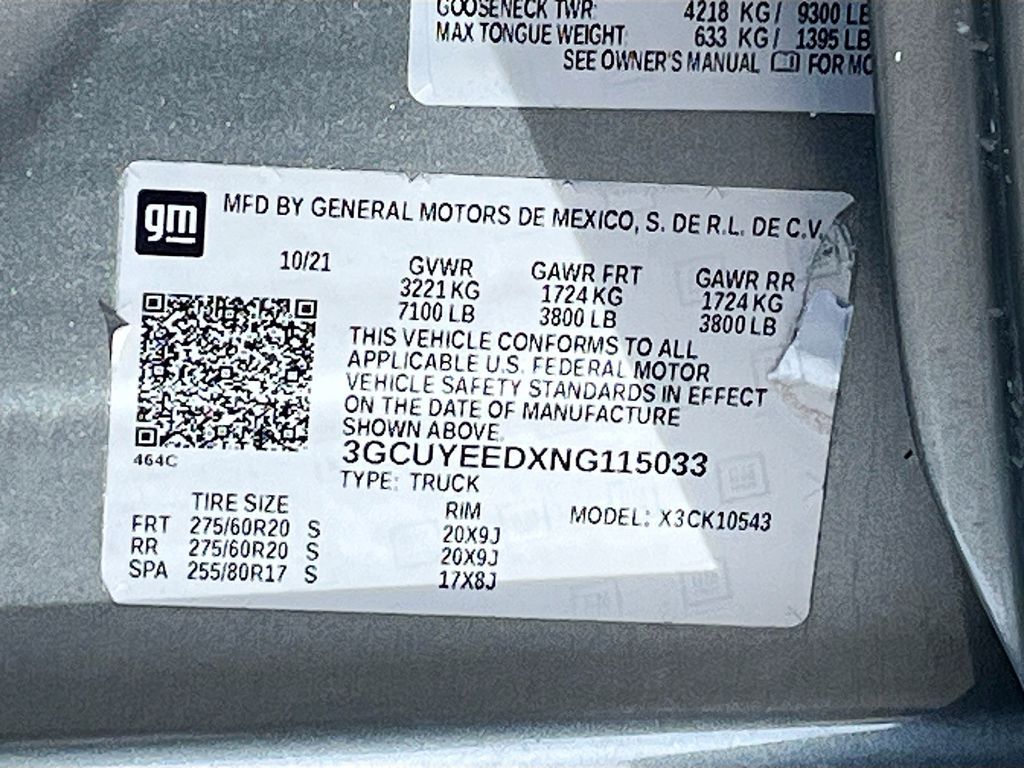 GOOSENECK TWR: 4218 KG/ 9300 LB
MAX TONGUE WEIGHT 633 KG/ 1395 LB
SEE OWNER'S MANUAL FOR MO
gm
MFD BY GENERAL MOTORS DE MEXICO, S. DE R.L. DE C.V.
10/21 GVWR GAWR FRT GAWR RR
3221 KG 1724 KG 1724 KG
7100 LB 3800 LB 3800 LB
THIS VEHICLE CONFORMS TO ALL
APPLICABLE U.S. FEDERAL MOTOR
VEHICLE SAFETY STANDARDS IN EFFECT
ON THE DATE OF MANUFACTURE
SHOWN ABOVE.
464C
3GCUYEEDXNG115033
TYPE: TRUCK
MODEL: X3CK10543
TIRE SIZE RIM
FRT 275/60R20 S 20X9J
RR 275/60R20 S 20X9J
SPA 255/80R17 S 17X8J